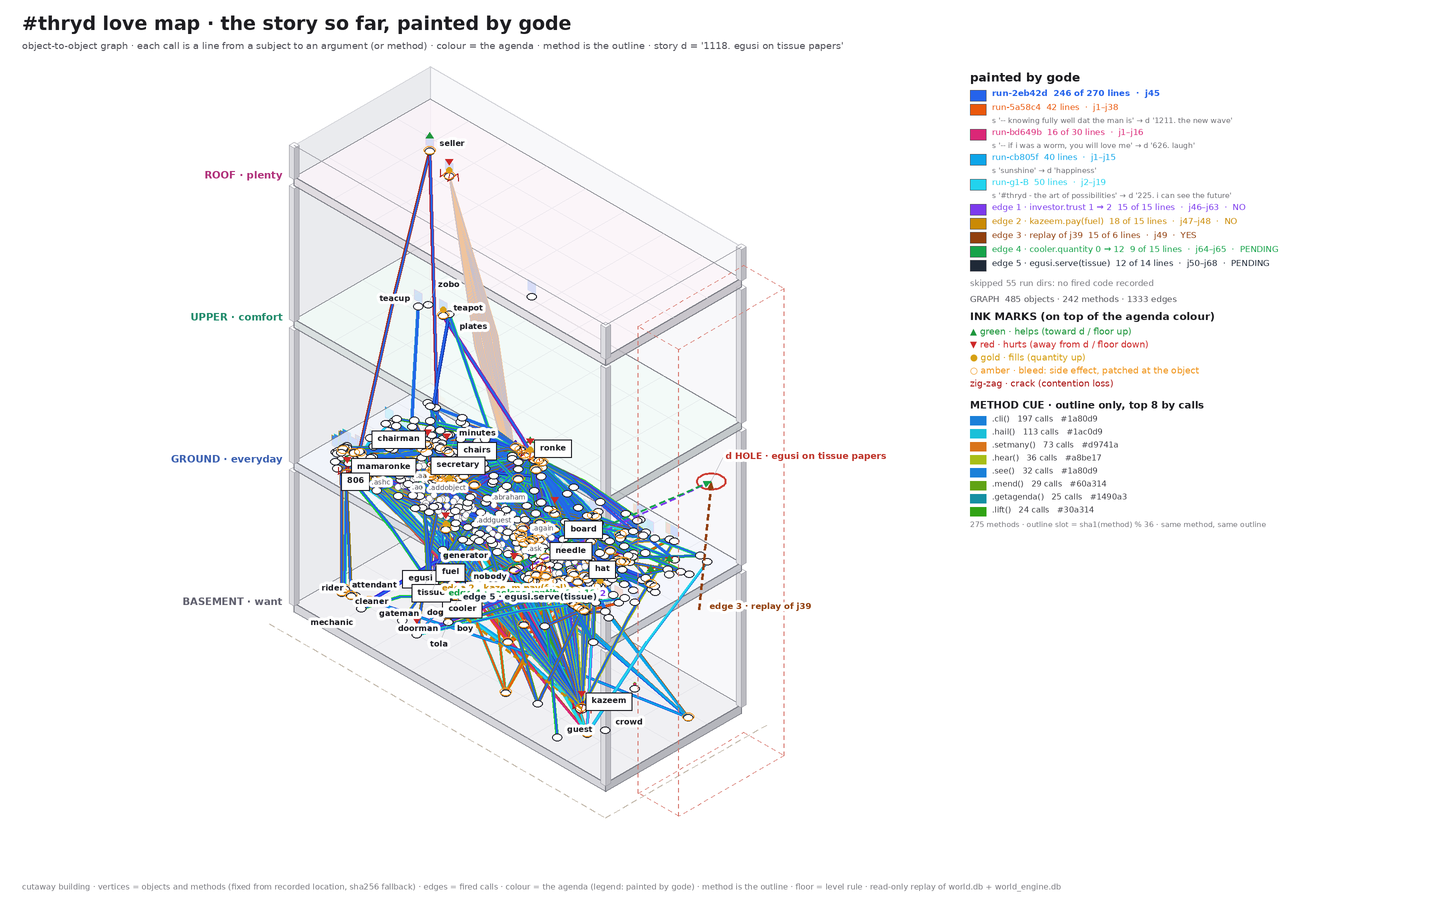 #thryd love map · the story so far, painted by gode
object-to-object graph · each call is a line from a subject to an argument (or method) · colour = the agenda · method is the outline · story d = '1118. egusi on tissue papers'
painted by gode
run-2eb42d 246 of 270 lines · j45
run-5a58c4 42 lines · j1–j38
s '-- knowing fully well dat the man is' → d '1211. the new wave'
run-bd649b 16 of 30 lines · j1–j16
s '-- if i was a worm, you will love me' → d '626. laugh'
run-cb805f 40 lines · j1–j15
s 'sunshine' → d 'happiness'
run-g1-B 50 lines · j2–j19
s '#thryd - the art of possibilities' → d '225. i can see the future'
edge 1 · investor.trust 1 → 2 15 of 15 lines · j46–j63 · NO
edge 2 · kazeem.pay(fuel) 18 of 15 lines · j47–j48 · NO
edge 3 · replay of j39 15 of 6 lines · j49 · YES
edge 4 · cooler.quantity 0 → 12 9 of 15 lines · j64–j65 · PENDING
edge 5 · egusi.serve(tissue) 12 of 14 lines · j50–j68 · PENDING
skipped 55 run dirs: no fired code recorded
GRAPH 485 objects · 242 methods · 1333 edges
INK MARKS (on top of the agenda colour)
▲ green · helps (toward d / floor up)
▼ red · hurts (away from d / floor down)
● gold · fills (quantity up)
○ amber · bleed: side effect, patched at the object
zig-zag · crack (contention loss)
METHOD CUE · outline only, top 8 by calls
.cli() 197 calls #1a80d9
.hail() 113 calls #1ac0d9
.setmany() 73 calls #d9741a
.hear() 36 calls #a8be17
.see() 32 calls #1a80d9
.mend() 29 calls #60a314
.getagenda() 25 calls #1490a3
.lift() 24 calls #30a314
275 methods · outline slot = sha1(method) % 36 · same method, same outline
ROOF · plenty
UPPER · comfort
GROUND · everyday
BASEMENT · want
seller
zobo
teacup
teapot
plates
minutes
chairman
chairs
ronke
secretary
mamaronke
806
.ashc
.addobject
.abraham
.addguest
.again
.ask
board
needle
hat
d HOLE · egusi on tissue papers
generator
fuel
egusi
nobody
rider
attendant
cleaner
edge 5 · egusi.serve(tissue)
cooler
gateman
dog
mechanic
doorman
boy
tola
edge 3 · replay of j39
kazeem
crowd
guest
cutaway building · vertices = objects and methods (fixed from recorded location, sha256 fallback) · edges = fired calls · colour = the agenda (legend: painted by gode) · method is the outline · floor = level rule · read-only replay of world.db + world_engine.db